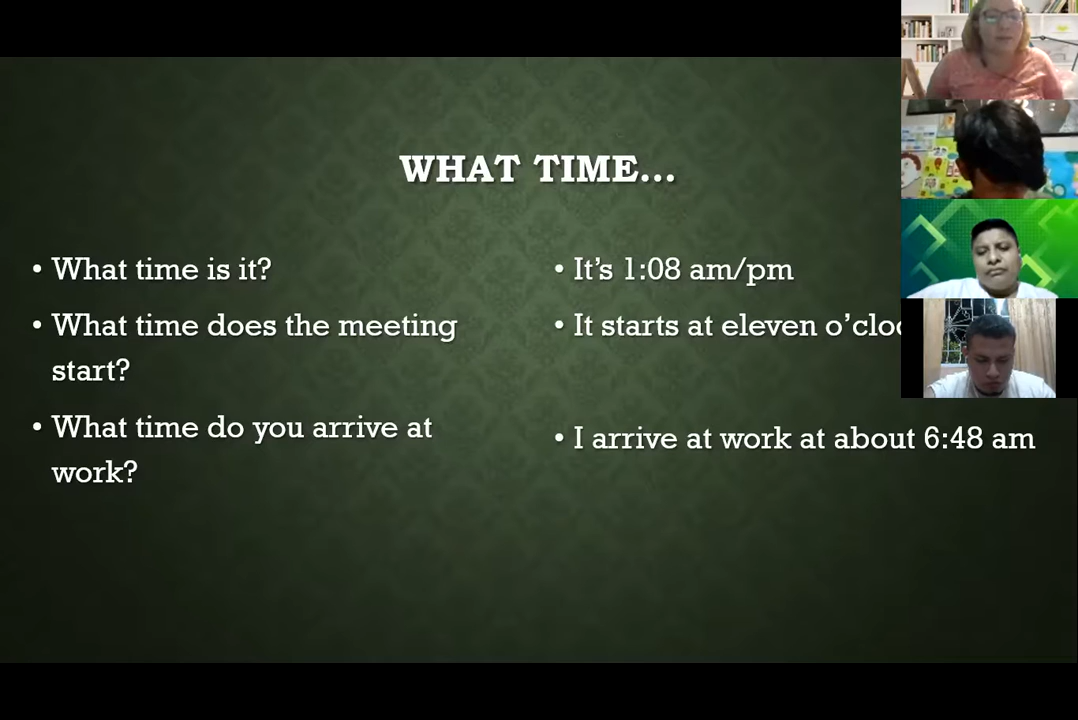 WHAT TIME...
• What time is it?
• What time does the meeting
start?
• What time do you arrive at
work?
• It's 1:08 am/pm
• It starts at eleven
• I arrive at work at about 6:48 am